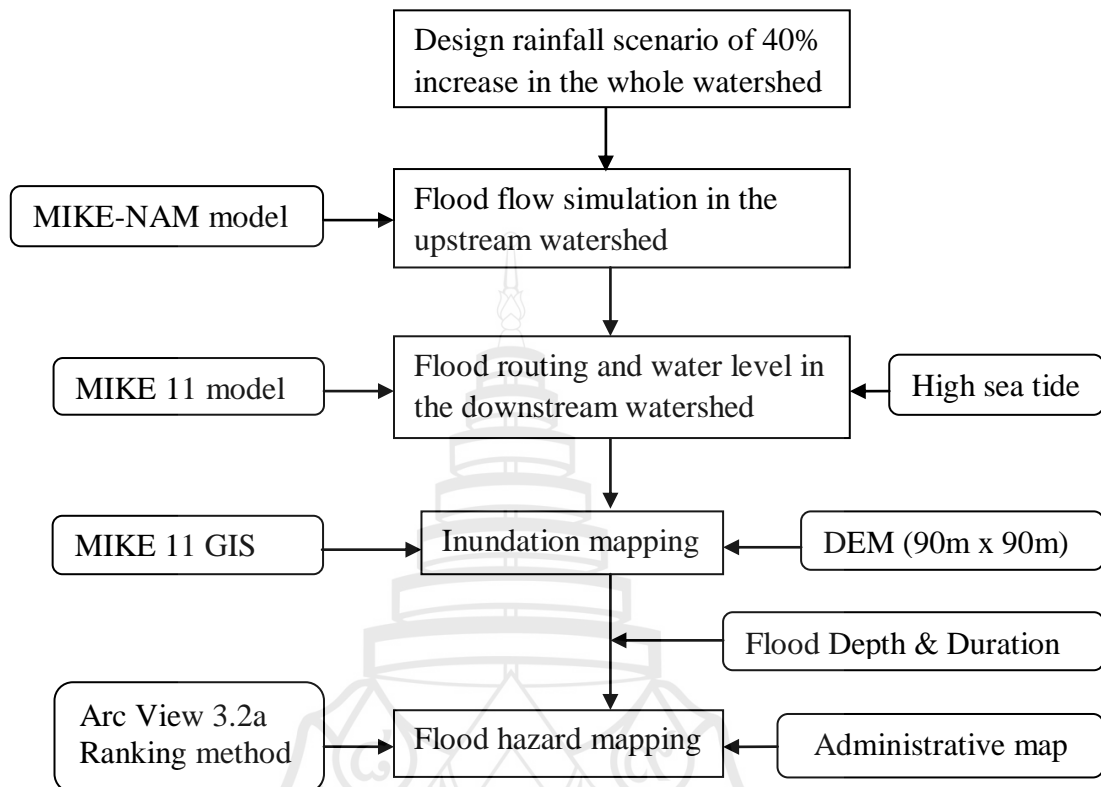 Design rainfall scenario of 40%
increase in the whole watershed
MIKE-NAM model
Flood flow simulation in the
upstream watershed
MIKE 11 model
Flood routing and water level in
the downstream watershed
High sea tide
MIKE 11 GIS
Inundation mapping
DEM (90m x 90m)
Flood Depth & Duration
Arc View 3.2a
Ranking method
Flood hazard mapping
Administrative map